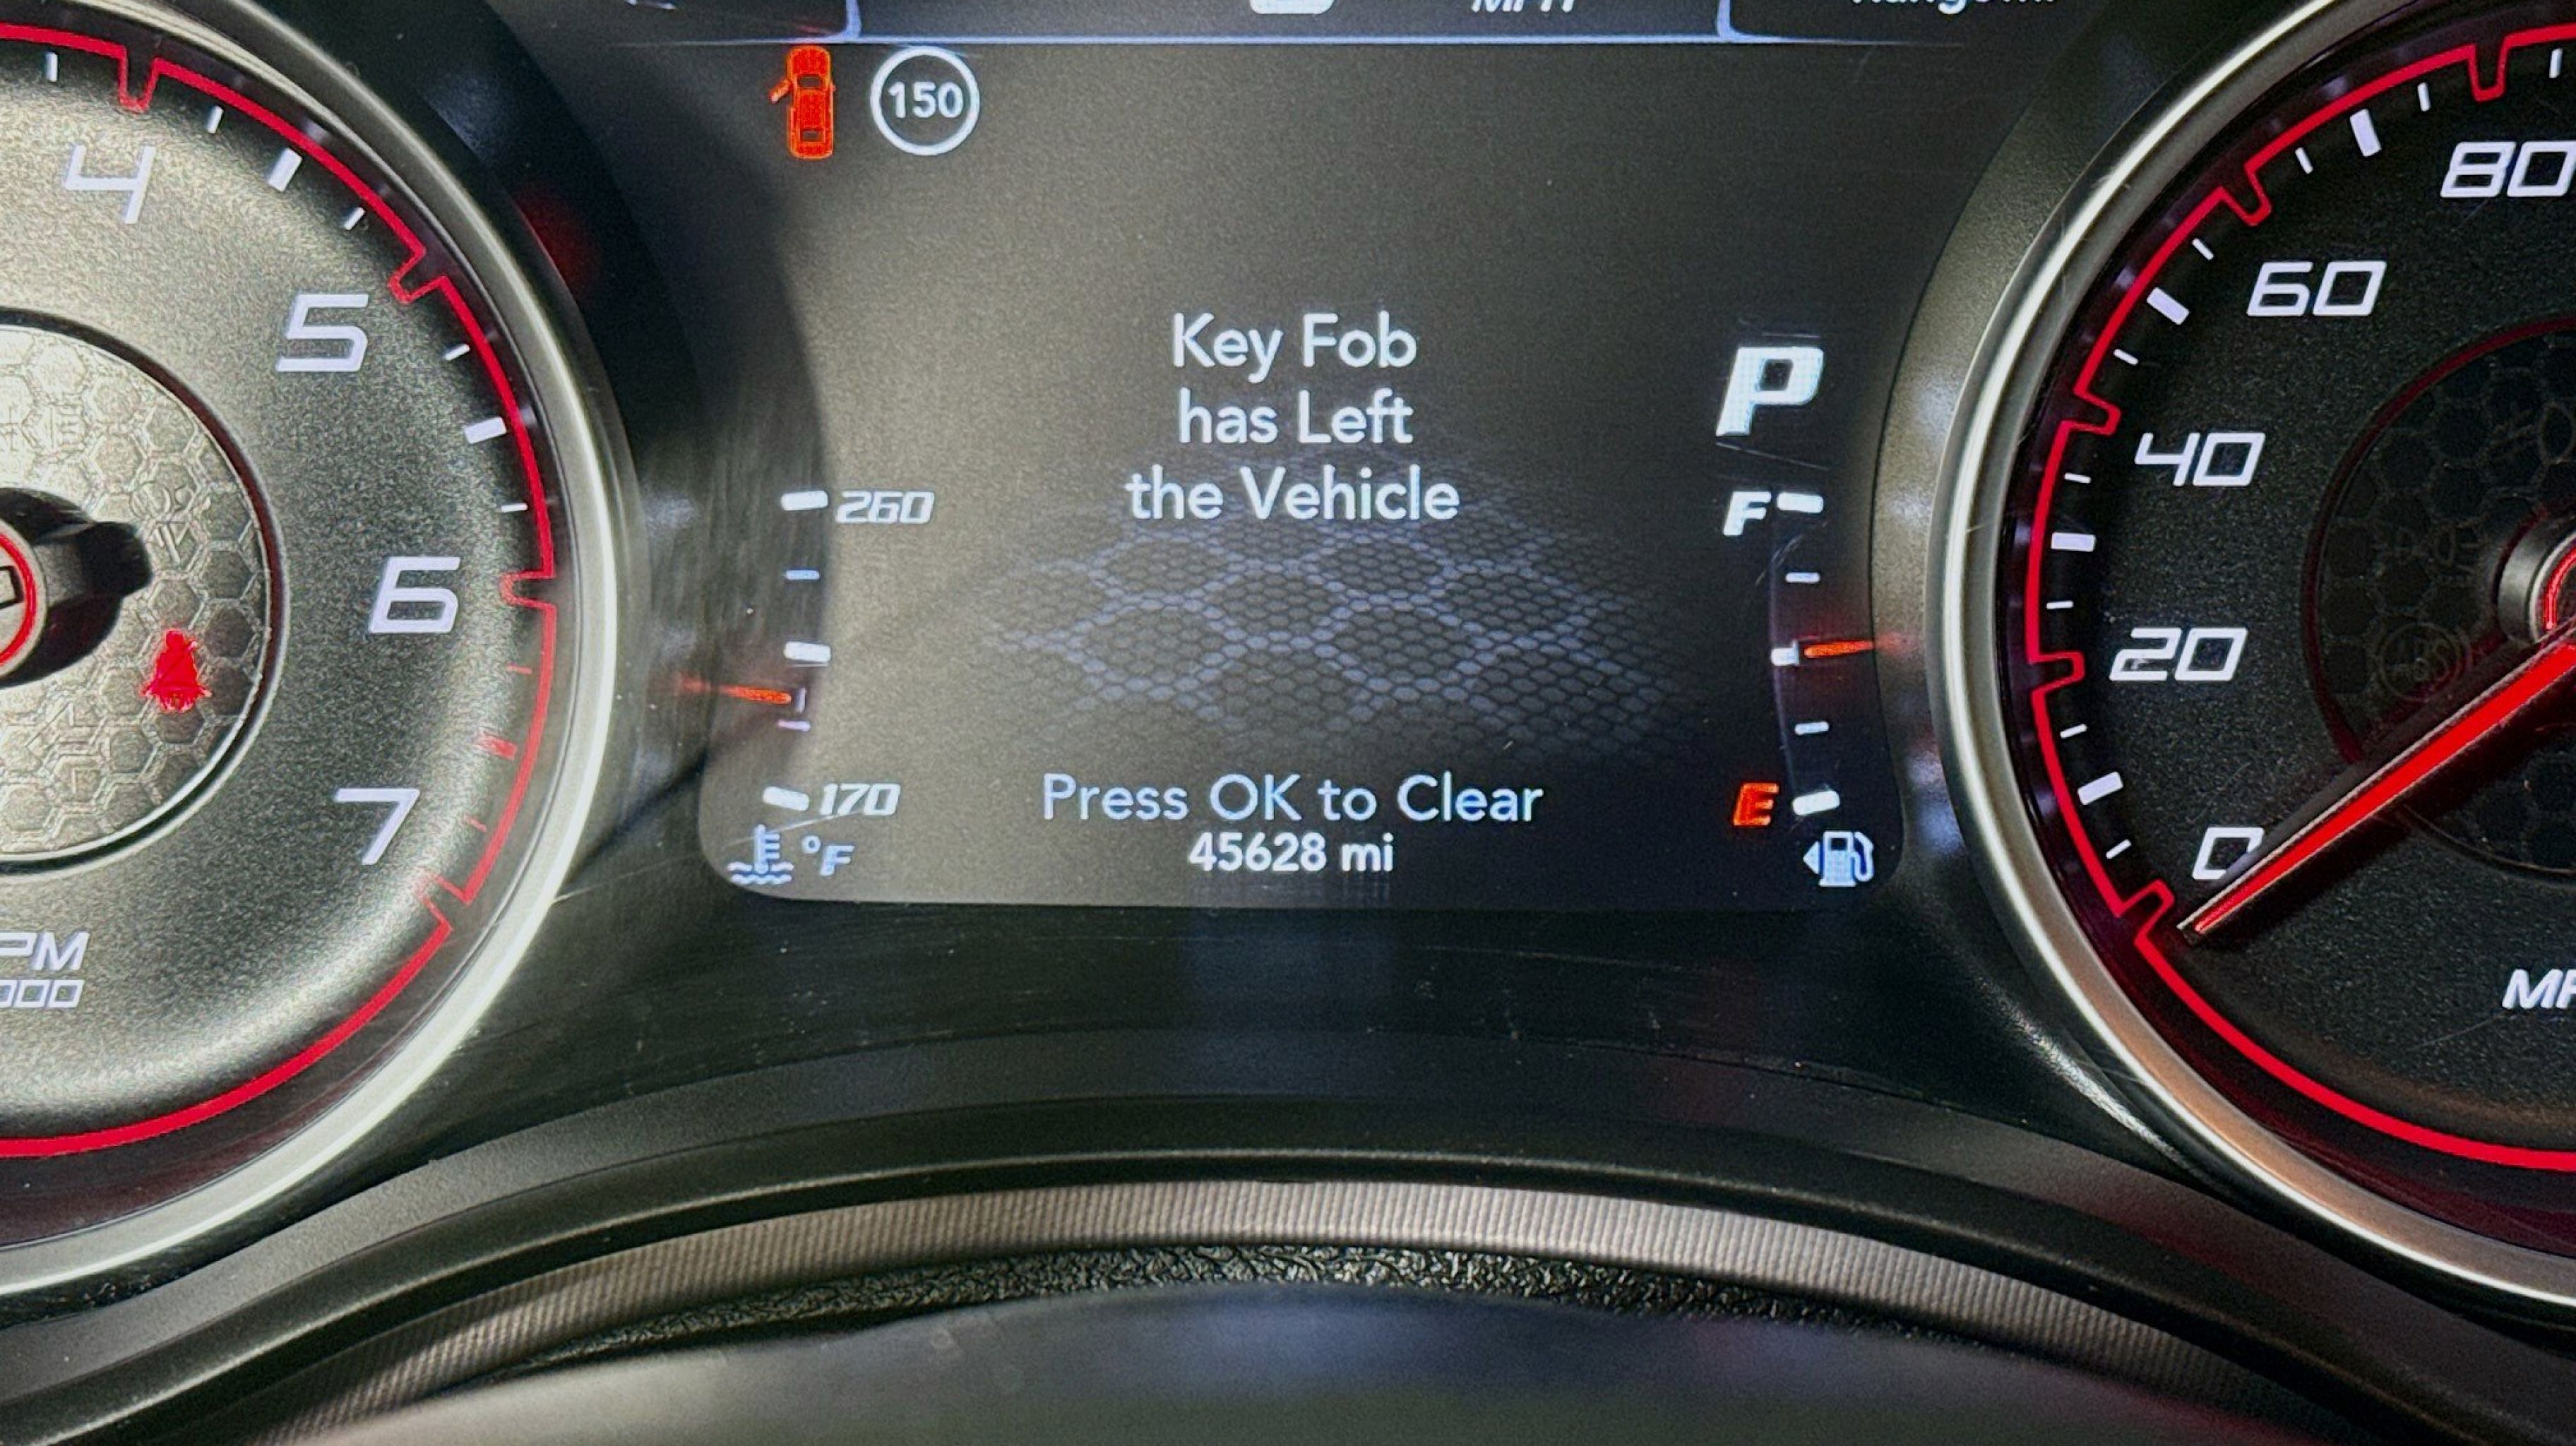 MPH
150
4
5
6
7
Key Fob
has Left
the Vehicle
P
260
F
170
°F
Press OK to Clear
45628 mi
E
80
60
40
20
0